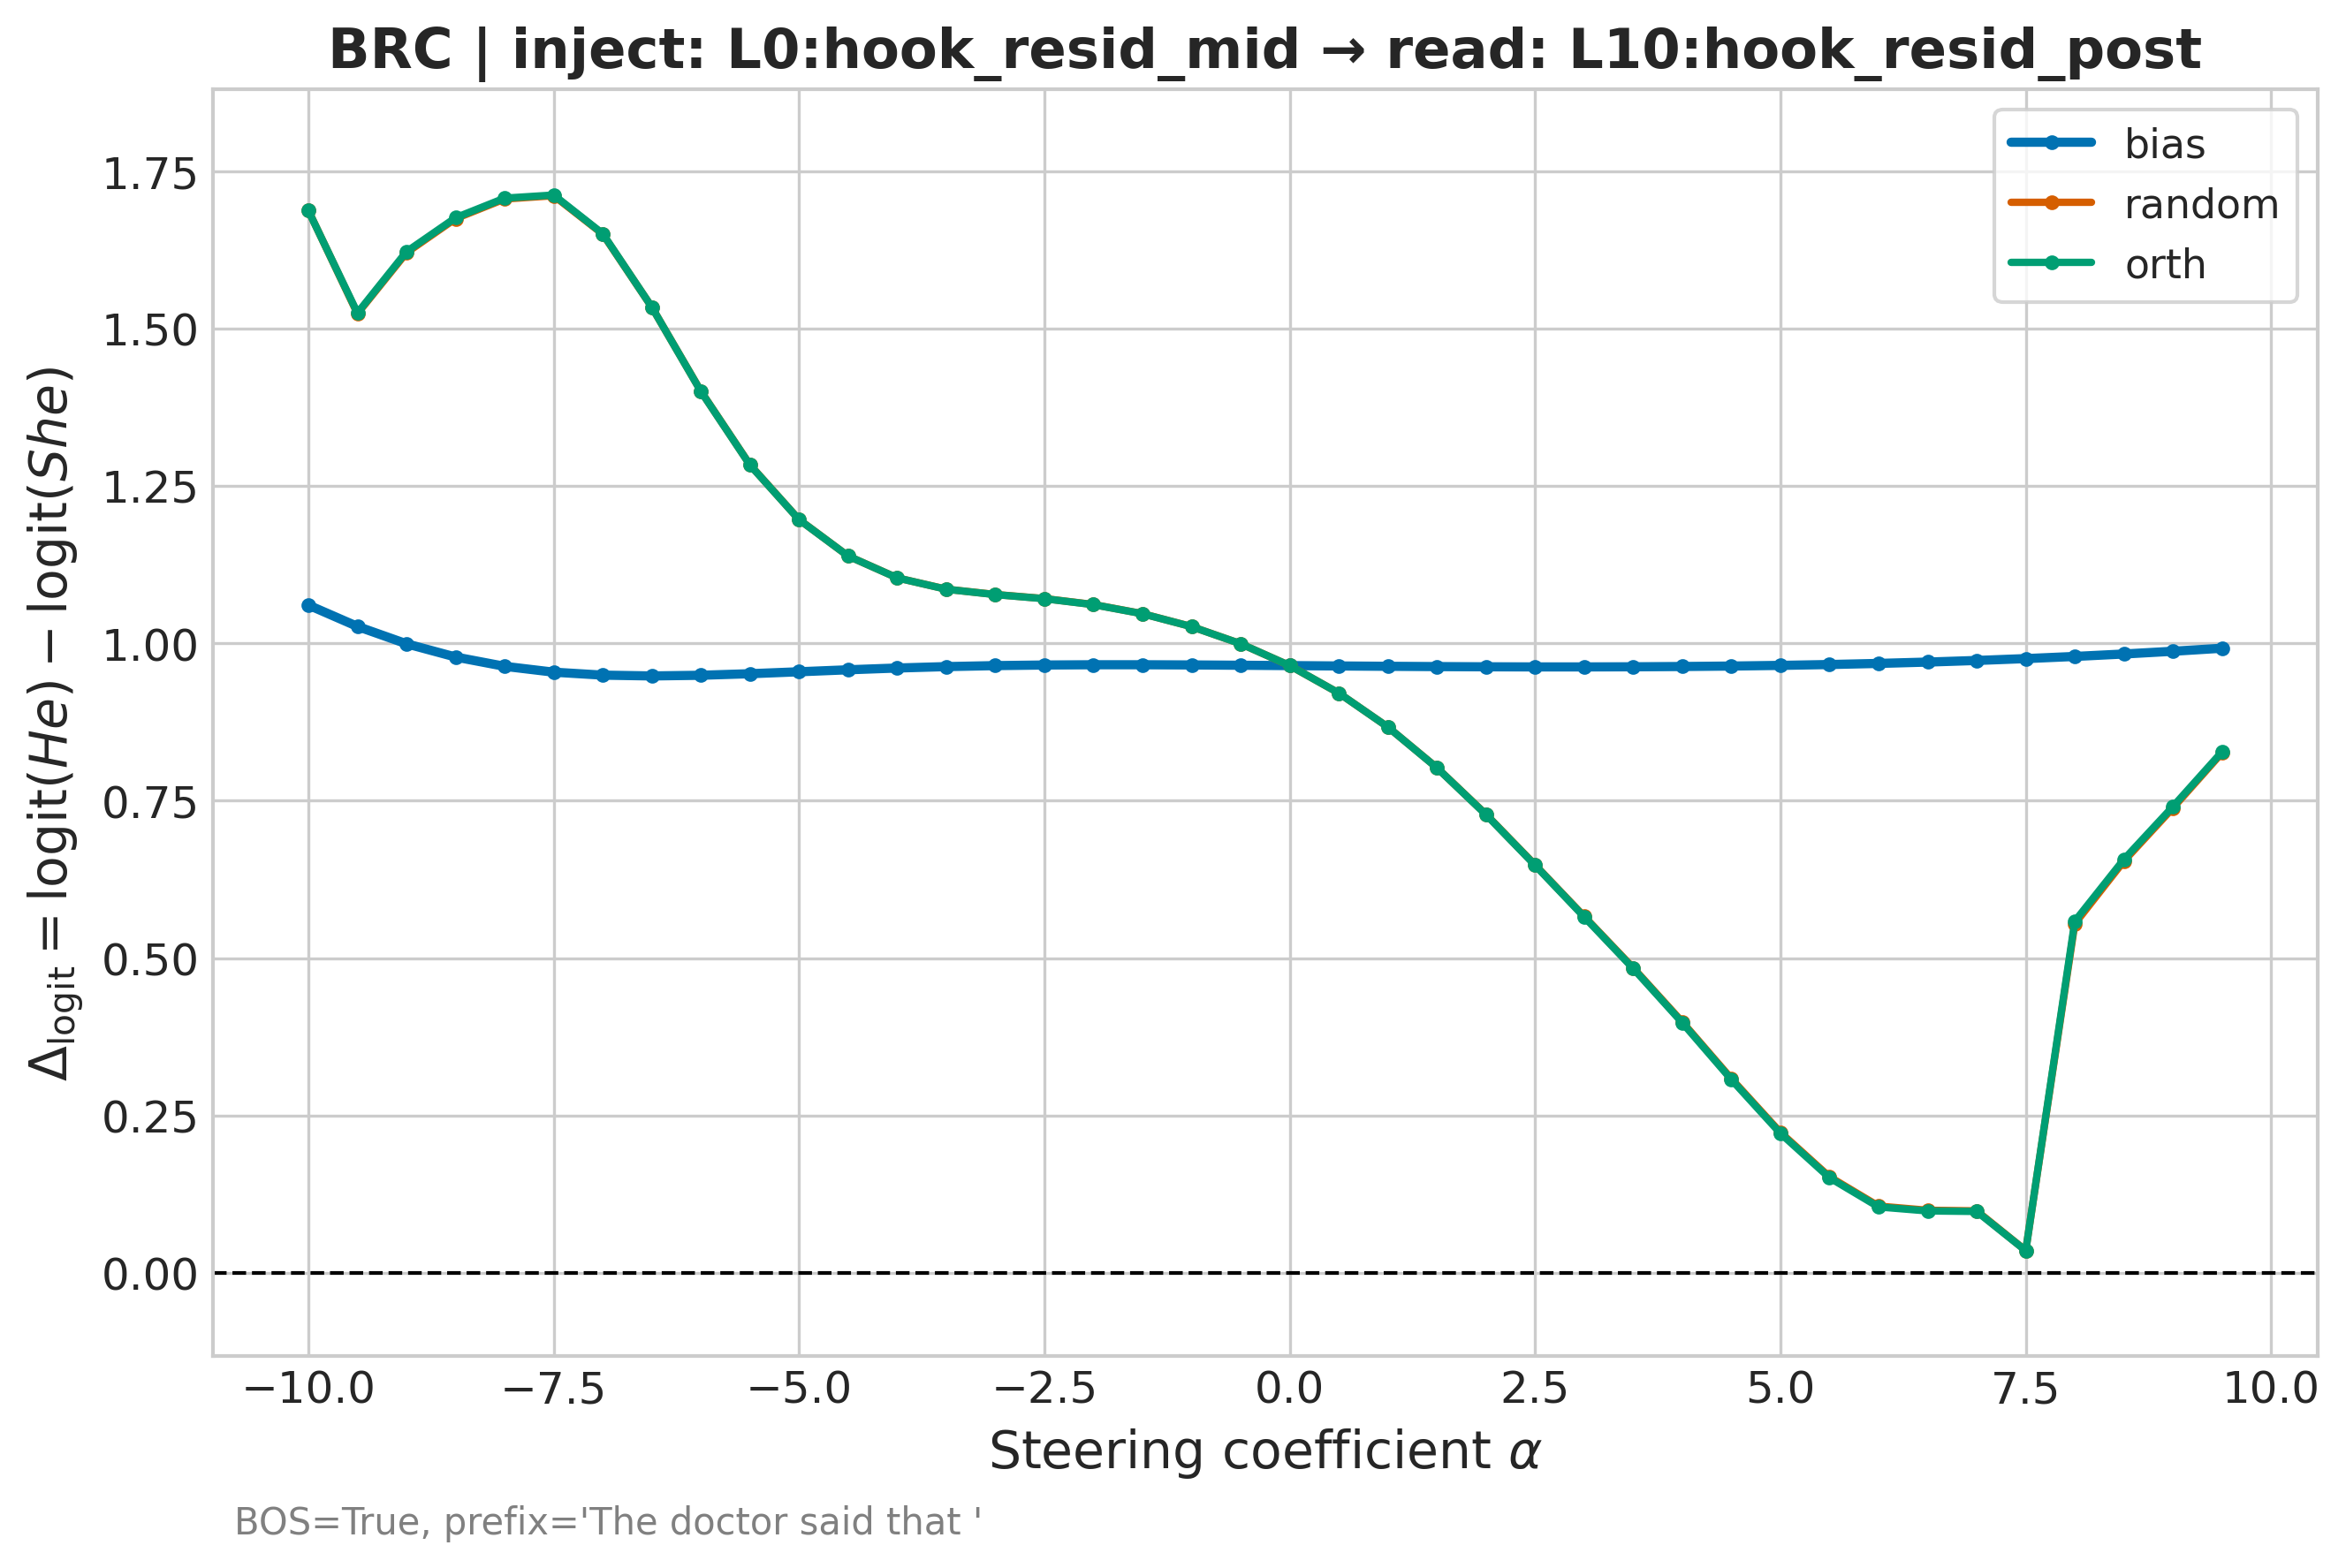 BRC | inject: L0:hook_resid_mid → read: L10:hook_resid_post
bias
random
orth
Δlogit = logit(He) − logit(She)
1.75
1.50
1.25
1.00
0.75
0.50
0.25
0.00
−10.0 −7.5 −5.0 −2.5 0.0 2.5 5.0 7.5 10.0
Steering coefficient α
BOS=True, prefix='The doctor said that '